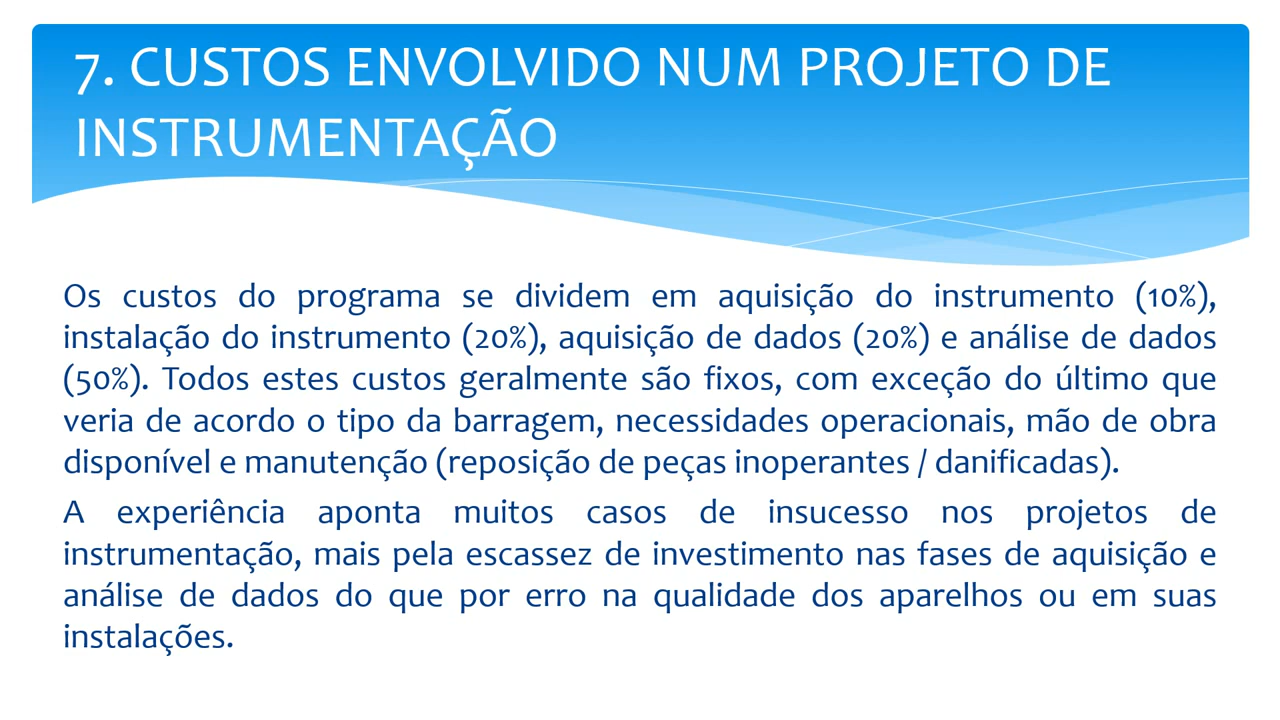 7. CUSTOS ENVOLVIDO NUM PROJETO DE
INSTRUMENTAÇÃO
Os custos do programa se dividem em aquisição do instrumento (10%),
instalação do instrumento (20%), aquisição de dados (20%) e análise de dados
(50%). Todos estes custos geralmente são fixos, com exceção do último que
veria de acordo o tipo da barragem, necessidades operacionais, mão de obra
disponível e manutenção (reposição de peças inoperantes / danificadas).
A experiência aponta muitos casos de insucesso nos projetos de
instrumentação, mais pela escassez de investimento nas fases de aquisição e
análise de dados do que por erro na qualidade dos aparelhos ou em suas
instalações.